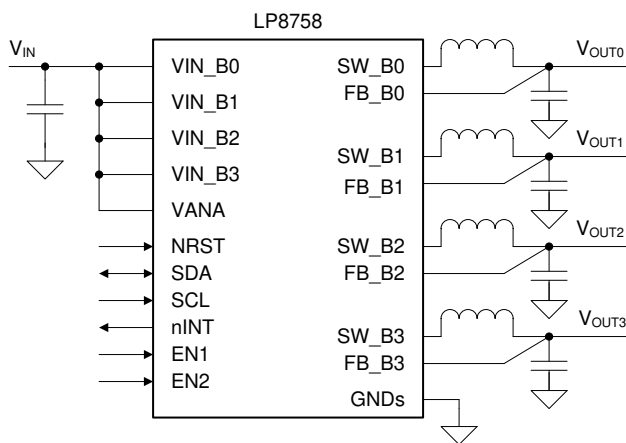 LP8758
VIN
VIN_B0
VIN_B1
VIN_B2
VIN_B3
VANA
NRST
SDA
SCL
nINT
EN1
EN2
SW_B0
FB_B0
SW_B1
FB_B1
SW_B2
FB_B2
SW_B3
FB_B3
GNDs
VOUT0
VOUT1
VOUT2
VOUT3